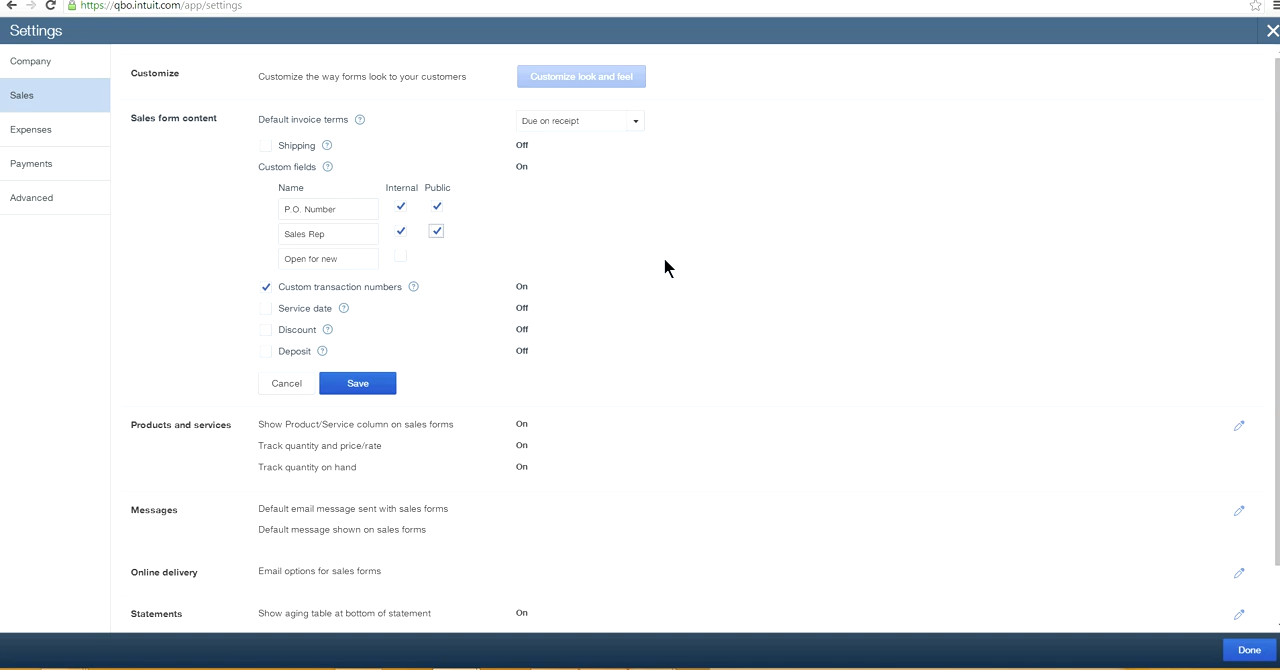 https://qbo.intuit.com/app/settings
Settings
Company
Sales
Expenses
Payments
Advanced
Customize Customize the way forms look to your customers Customize look and feel
Sales form content Default invoice terms ? Due on receipt
Shipping ? Off
Custom fields ? On
Name Internal Public
P.O. Number
Sales Rep
Open for new
Custom transaction numbers ? On
Service date ? Off
Discount ? Off
Deposit ? Off
Cancel Save
Products and services Show Product/Service column on sales forms On
Track quantity and price/rate On
Track quantity on hand On
Messages Default email message sent with sales forms
Default message shown on sales forms
Online delivery Email options for sales forms
Statements Show aging table at bottom of statement On
Done